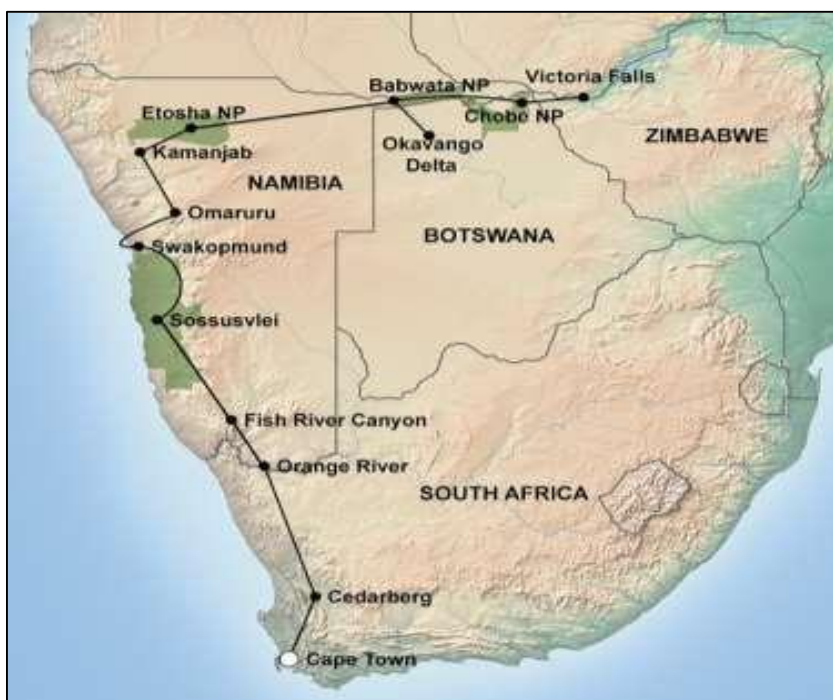 Babwata NP
Victoria Falls
Etosha NP
Chobe NP
Okavango
Delta
ZIMBABWE
Kamanjab
NAMIBIA
Omaruru
BOTSWANA
Swakopmund
Sossusvlei
Fish River Canyon
Orange River
SOUTH AFRICA
Cedarberg
Cape Town